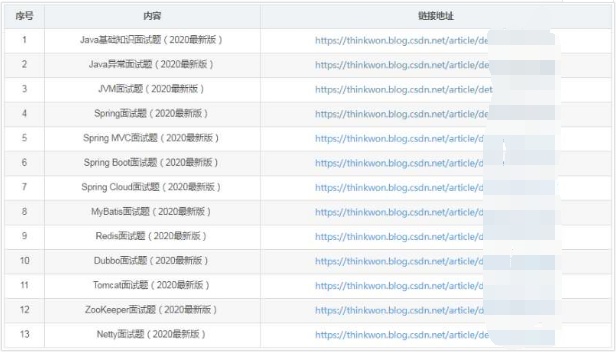 序号 内容 链接地址
1 Java基础知识面试题（2020最新版） https://thinkwon.blog.csdn.net/article/de
2 Java异常面试题（2020最新版） https://thinkwon.blog.csdn.net/article/de
3 JVM面试题（2020最新版） https://thinkwon.blog.csdn.net/article/det
4 Spring面试题（2020最新版） https://thinkwon.blog.csdn.net/article/de
5 Spring MVC面试题（2020最新版） https://thinkwon.blog.csdn.net/article/d
6 Spring Boot面试题（2020最新版） https://thinkwon.blog.csdn.net/article/d
7 Spring Cloud面试题（2020最新版） https://thinkwon.blog.csdn.net/article/d
8 MyBatis面试题（2020最新版） https://thinkwon.blog.csdn.net/article/d
9 Redis面试题（2020最新版） https://thinkwon.blog.csdn.net/article/d
10 Dubbo面试题（2020最新版） https://thinkwon.blog.csdn.net/article/d
11 Tomcat面试题（2020最新版） https://thinkwon.blog.csdn.net/article/d
12 ZooKeeper面试题（2020最新版） https://thinkwon.blog.csdn.net/article/d
13 Netty面试题（2020最新版） https://thinkwon.blog.csdn.net/article/de